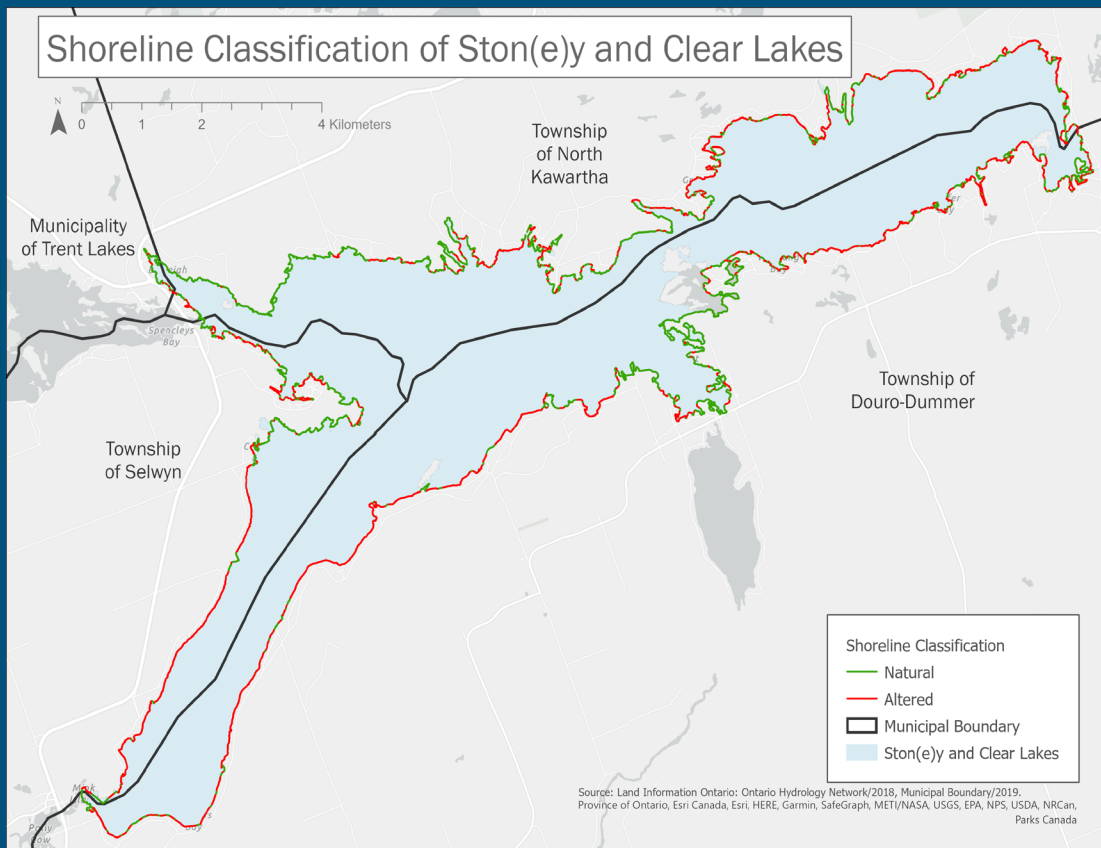 Shoreline Classification of Ston(e)y and Clear Lakes
N
0 1 2 4 Kilometers
Township
of North
Kawartha
Municipality
of Trent Lakes
Spencleys
Bay
Township of
Douro-Dummer
Township
of Selwyn
Shoreline Classification
Natural
Altered
Municipal Boundary
Ston(e)y and Clear Lakes
Source: Land Information Ontario: Ontario Hydrology Network/2018, Municipal Boundary/2019.
Province of Ontario, Esri Canada, Esri, HERE, Garmin, SafeGraph, METI/NASA, USGS, EPA, NPS, USDA, NRCan,
Parks Canada